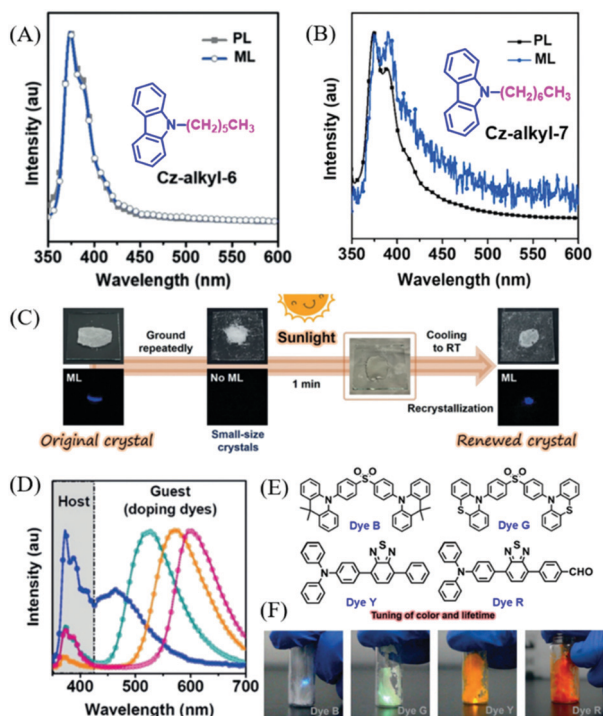 (A)
PL
ML
N—(CH2)5CH3
Cz-alkyl-6
Intensity (au)
350 400 450 500 550 600
Wavelength (nm)
(B)
PL
ML
N—(CH2)6CH3
Cz-alkyl-7
Intensity (au)
350 400 450 500 550 600
Wavelength (nm)
(C)
Ground
repeatedly
Sunlight
Cooling
to RT
ML
No ML
1 min
Recrystallization
ML
Original crystal
Small-size
crystals
Renewed crystal
(D)
Host
Guest
(doping dyes)
Intensity (au)
400 500 600 700
Wavelength (nm)
(E)
O O
S
N N
Dye B
O O
S
N N
S S
Dye G
S
N N
N
Dye Y
S
N N
N
CHO
Dye R
Tuning of color and lifetime
(F)
Dye B
Dye G
Dye Y
Dye R